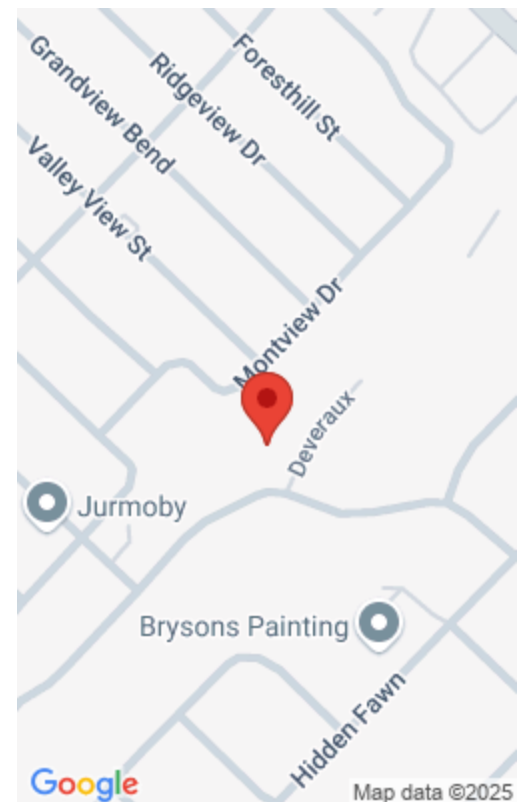 Foresthill St
Grandview Bend
Ridgeview Dr
Valley View St
Montview Dr
Deveraux
Jurmoby
Brysons Painting
Hidden Fawn
Google
Map data ©2025